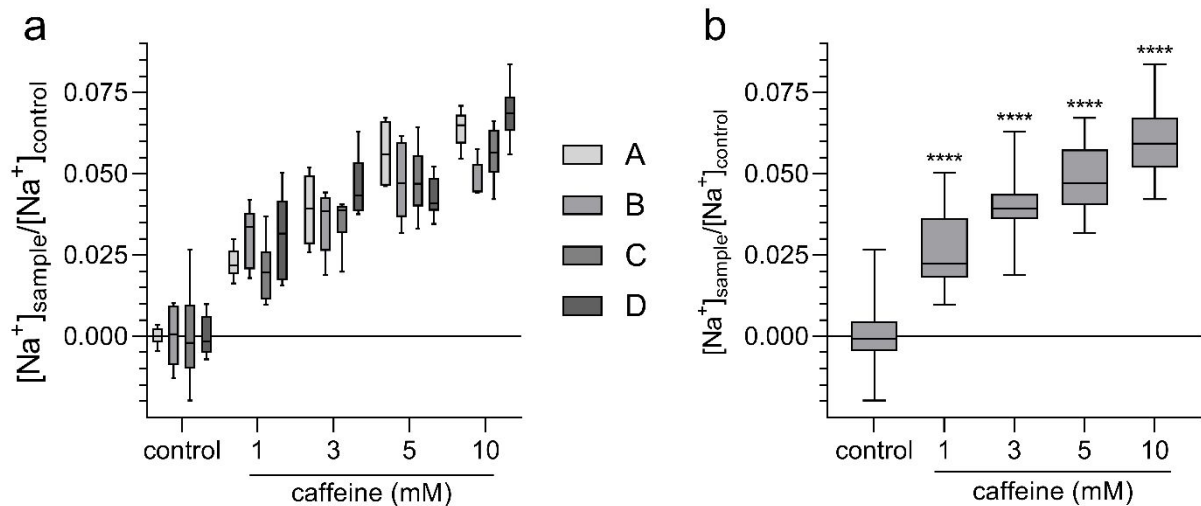 a
[Na⁺]sample/[Na⁺]control
0.075
0.050
0.025
0.000
control 1 3 5 10
caffeine (mM)
A
B
C
D
b
[Na⁺]sample/[Na⁺]control
0.075
0.050
0.025
0.000
**** **** **** ****
control 1 3 5 10
caffeine (mM)